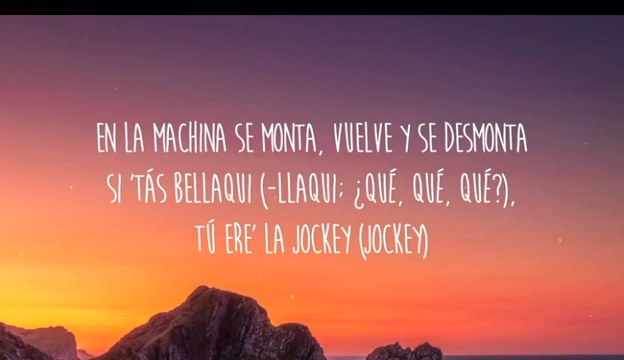 EN LA MACHINA SE MONTA, VUELVE Y SE DESMONTA
SI 'TÁS BELLAQUI (-LLAQUI; ¿QUÉ, QUÉ, QUÉ?),
TÚ ERE' LA JOCKEY (JOCKEY)